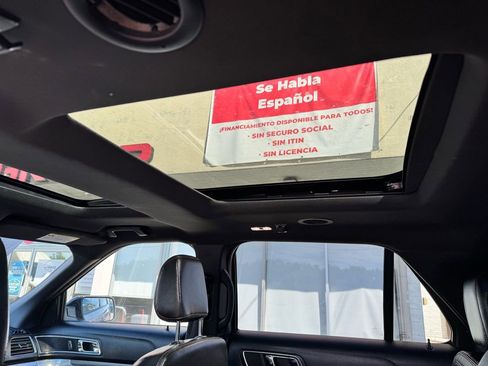 Se Habla
Español
¡FINANCIAMIENTO DISPONIBLE PARA TODOS!
• SIN SEGURO SOCIAL
• SIN ITIN
• SIN LICENCIA